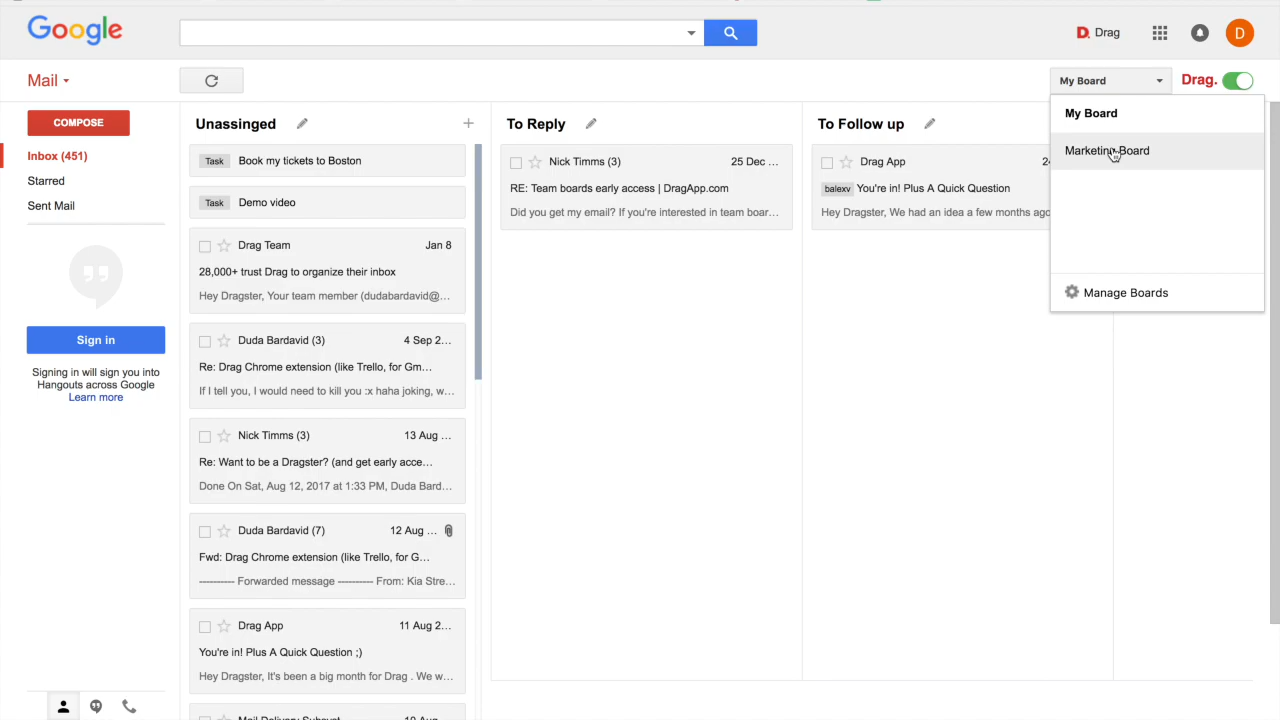 Google
Drag
D
Mail
My Board
Drag.
My Board
Marketing Board
Manage Boards
COMPOSE
Inbox (451)
Starred
Sent Mail
Sign in
Signing in will sign you into
Hangouts across Google
Learn more
Unassinged
Task Book my tickets to Boston
Task Demo video
Drag Team Jan 8
28,000+ trust Drag to organize their inbox
Hey Dragster, Your team member (dudabardavid@...
Duda Bardavid (3) 4 Sep 2...
Re: Drag Chrome extension (like Trello, for Gm...
If I tell you, I would need to kill you :x haha joking, w...
Nick Timms (3) 13 Aug ...
Re: Want to be a Dragster? (and get early acce...
Done On Sat, Aug 12, 2017 at 1:33 PM, Duda Bard...
Duda Bardavid (7) 12 Aug ...
Fwd: Drag Chrome extension (like Trello, for G...
---------- Forwarded message ---------- From: Kia Stre...
Drag App 11 Aug 2...
You're in! Plus A Quick Question ;)
Hey Dragster, It's been a big month for Drag . We w...
To Reply
Nick Timms (3) 25 Dec ...
RE: Team boards early access | DragApp.com
Did you get my email? If you're interested in team boar...
To Follow up
Drag App 2
balexv You're in! Plus A Quick Question
Hey Dragster, We had an idea a few months ago